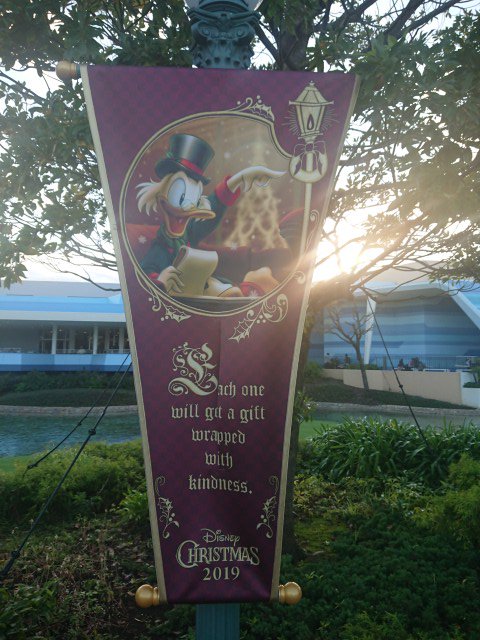 Each one
will get a gift
wrapped
with
kindness.
Disney
CHRISTMAS
2019